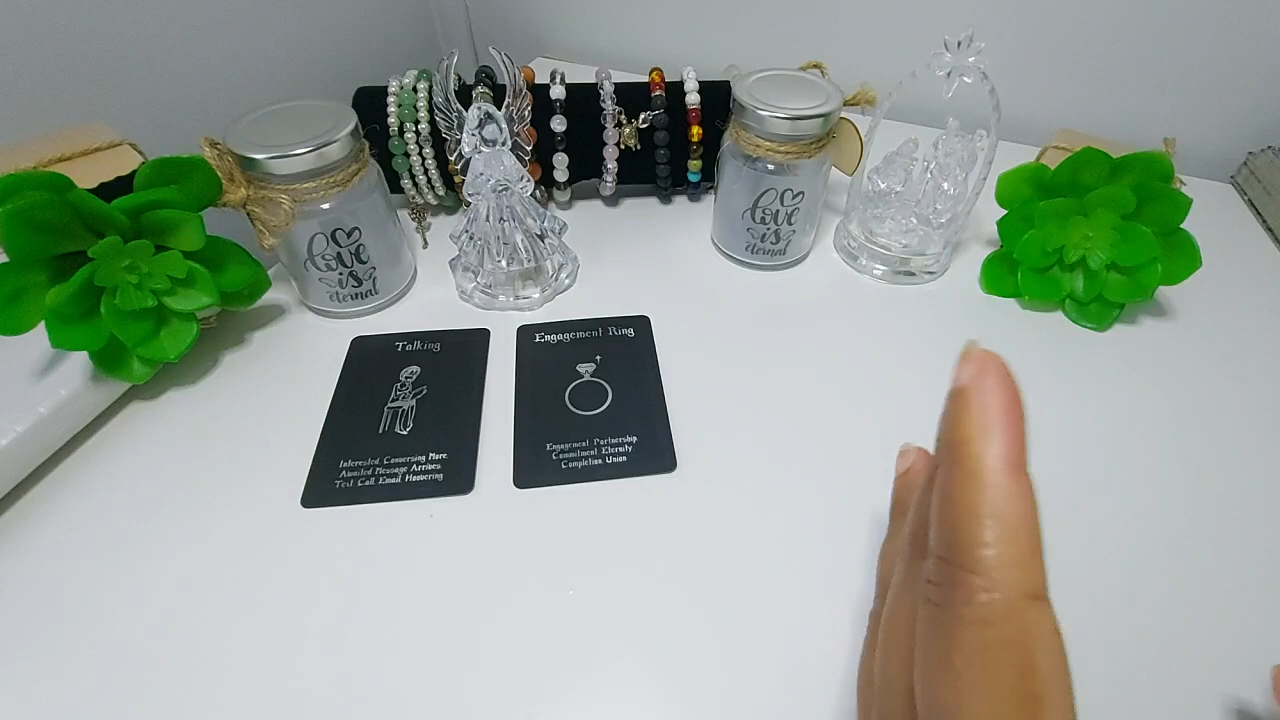 love
is
eternal
love
is
eternal
Talking
Interested, Conversing More,
Awaited Message Arrives,
Text, Call, Email, Hoovering
Engagement Ring
Engagement, Partnership,
Commitment, Eternity,
Completion, Union